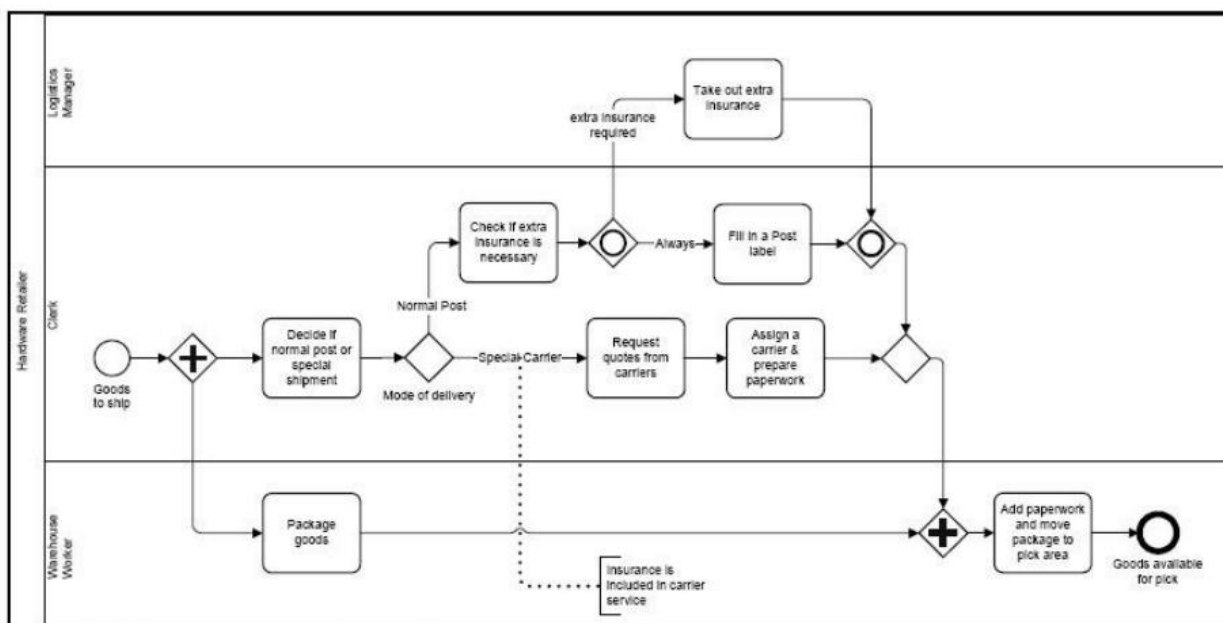 Hardware Retailer
Logistics
Manager
Take out extra
insurance
extra insurance
required
Clerk
Check if extra
insurance is
necessary
Always
Fill in a Post
label
Normal Post
Decide if
normal post or
special
shipment
Special Carrier
Request
quotes from
carriers
Assign a
carrier &
prepare
paperwork
Goods
to ship
Mode of delivery
Warehouse
Worker
Package
goods
Add paperwork
and move
package to
pick area
Insurance is
included in carrier
service
Goods available
for pick